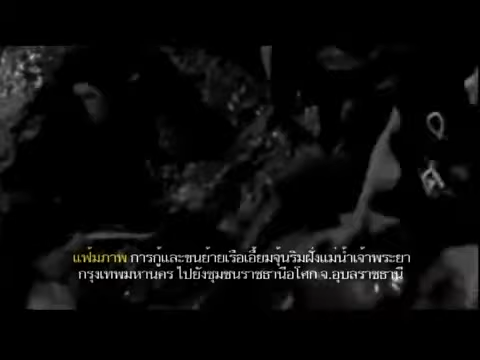 แฟ้มภาพ การกู้และขนย้ายเรือเอี้ยมจุ๊นริมฝั่งแม่น้ำเจ้าพระยา
กรุงเทพมหานคร ไปยังชุมชนราชธานีอโศก จ.อุบลราชธานี